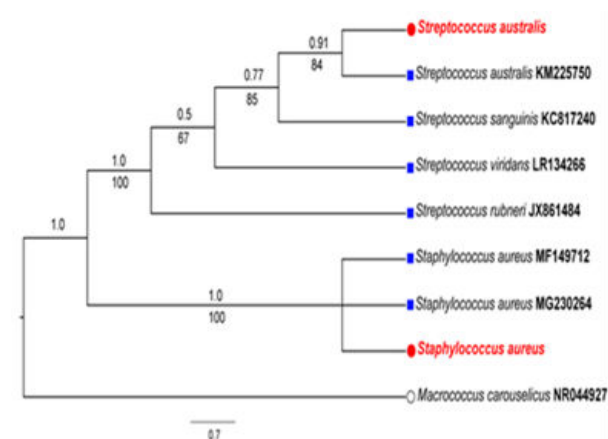 Streptococcus australis
0.91
84
Streptococcus australis KM225750
0.77
85
Streptococcus sanguinis KC817240
0.5
67
Streptococcus viridans LR134266
1.0
100
Streptococcus rubneri JX861484
1.0
Staphylococcus aureus MF149712
1.0
100
Staphylococcus aureus MG230264
Staphylococcus aureus
Macrococcus carouselicus NR044927
0.7